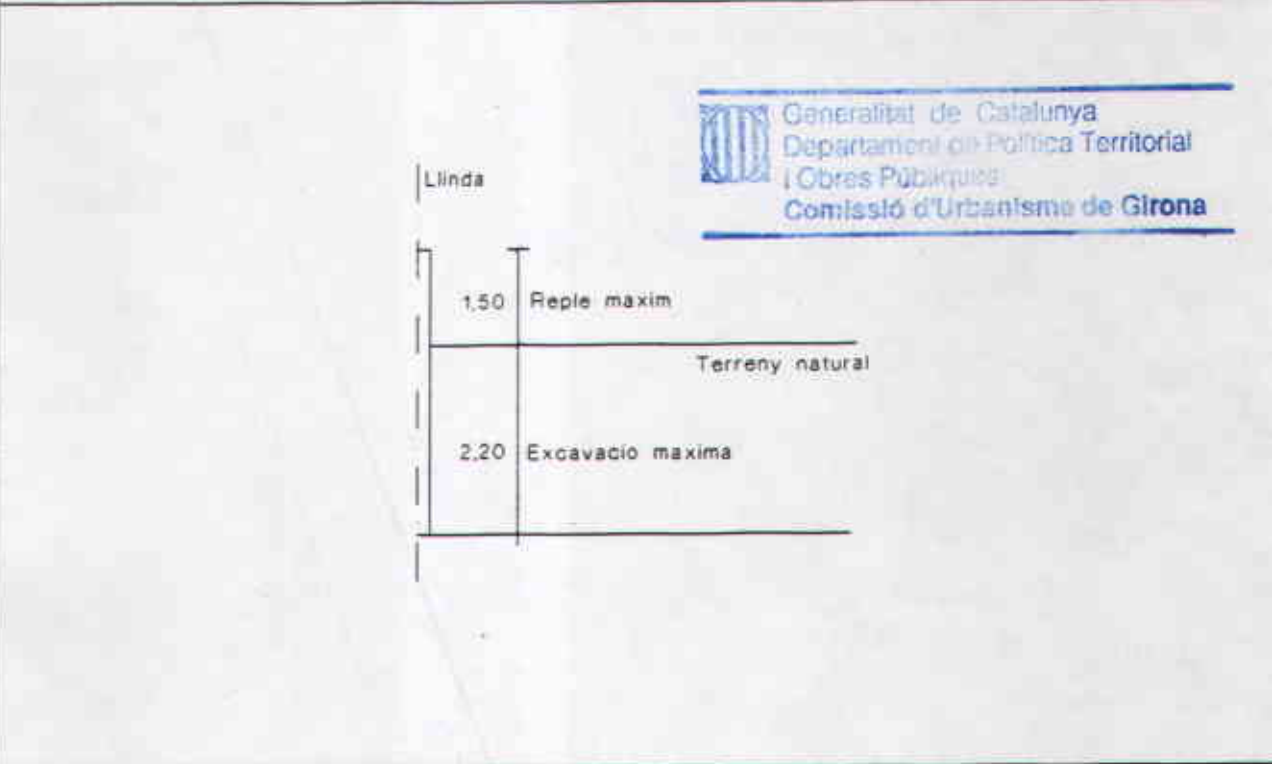 Generalitat de Catalunya
Departament de Política Territorial
i Obres Públiques
Comissió d'Urbanisme de Girona
Llinda
1,50 Reple maxim
Terreny natural
2,20 Excavacio maxima